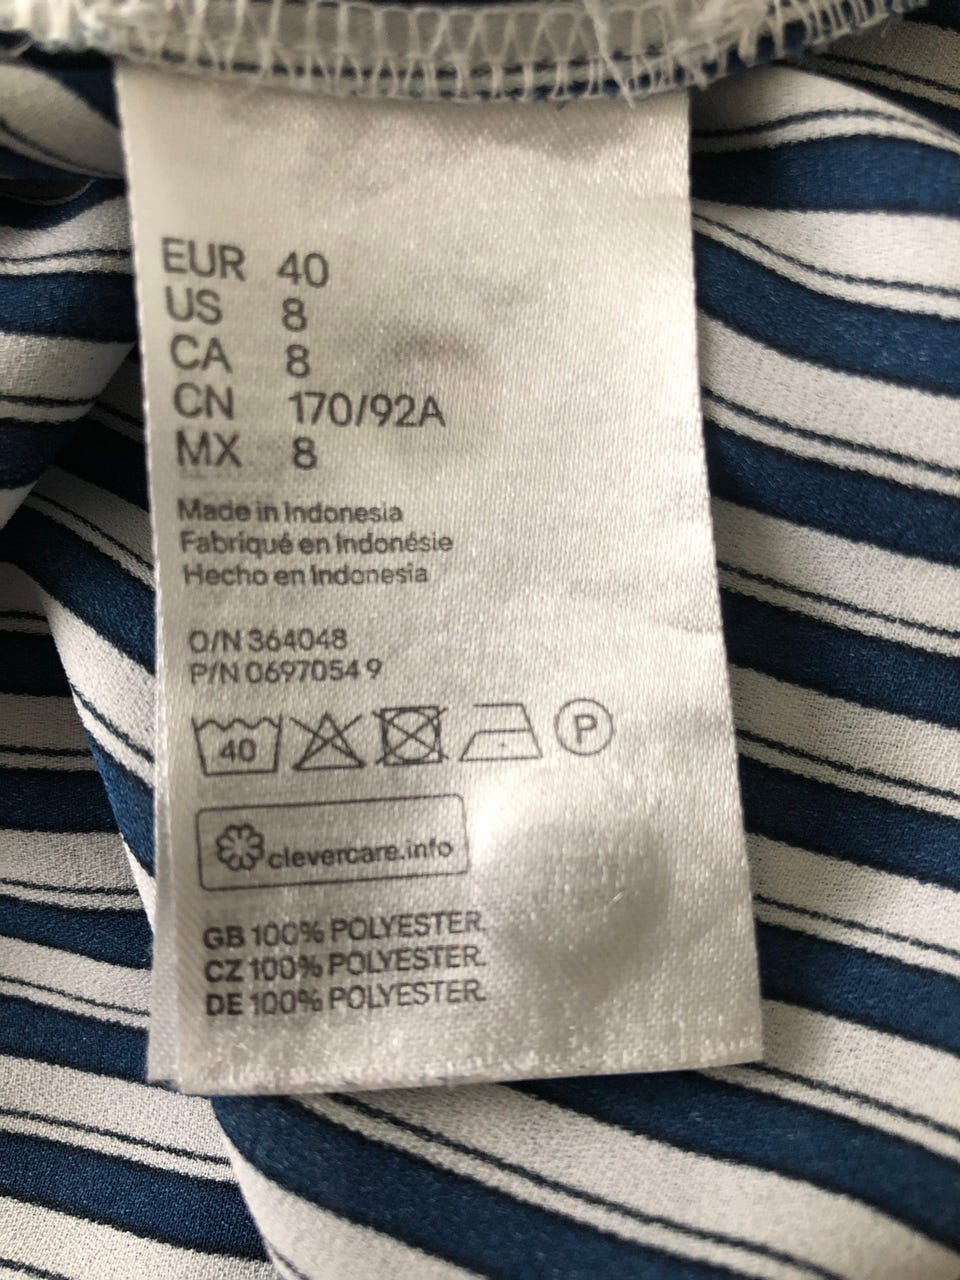 EUR 40
US 8
CA 8
CN 170/92A
MX 8
Made in Indonesia
Fabriqué en Indonésie
Hecho en Indonesia
O/N 364048
P/N 0697054 9
40 P
clevercare.info
GB 100% POLYESTER.
CZ 100% POLYESTER.
DE 100% POLYESTER.